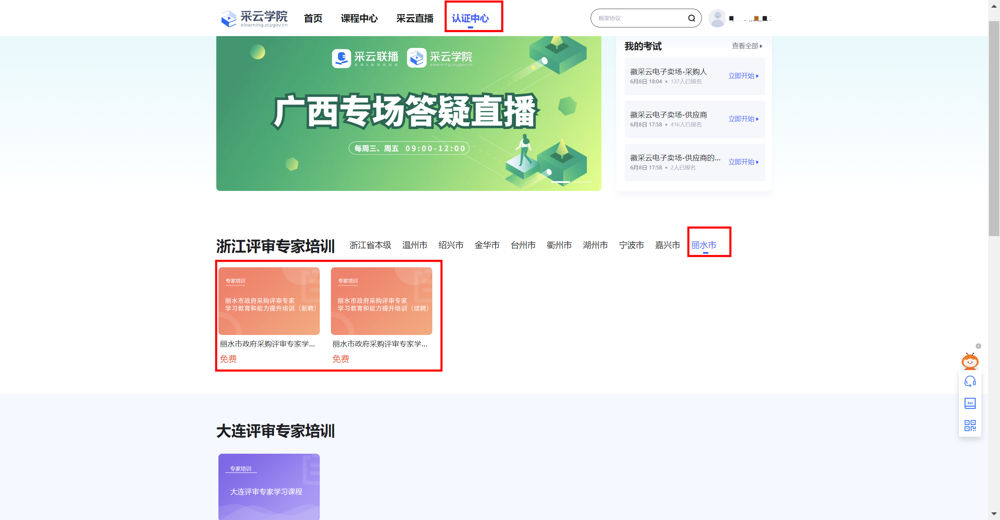 采云学院
elearning.zcygov.cn
首页
课程中心
采云直播
认证中心
框架协议
采云联播
咨询&培训面对面
采云学院
elearning.zcygov.cn
广西专场答疑直播
每周三、周五 09:00-12:00
我的考试
查看全部
徽采云电子卖场-采购人
6月8日 18:04 • 137人已报名
立即开始
徽采云电子卖场-供应商
6月8日 17:58 • 416人已报名
立即开始
徽采云电子卖场-供应商的...
6月8日 17:58 • 2人已报名
立即开始
浙江评审专家培训
浙江省本级 温州市 绍兴市 金华市 台州市 衢州市 湖州市 宁波市 嘉兴市 丽水市
专家培训
丽水市政府采购评审专家
学习教育和能力提升培训（新聘）
丽水市政府采购评审专家学...
免费
专家培训
丽水市政府采购评审专家
学习教育和能力提升培训（续聘）
丽水市政府采购评审专家学...
免费
大连评审专家培训
专家培训
大连评审专家学习课程